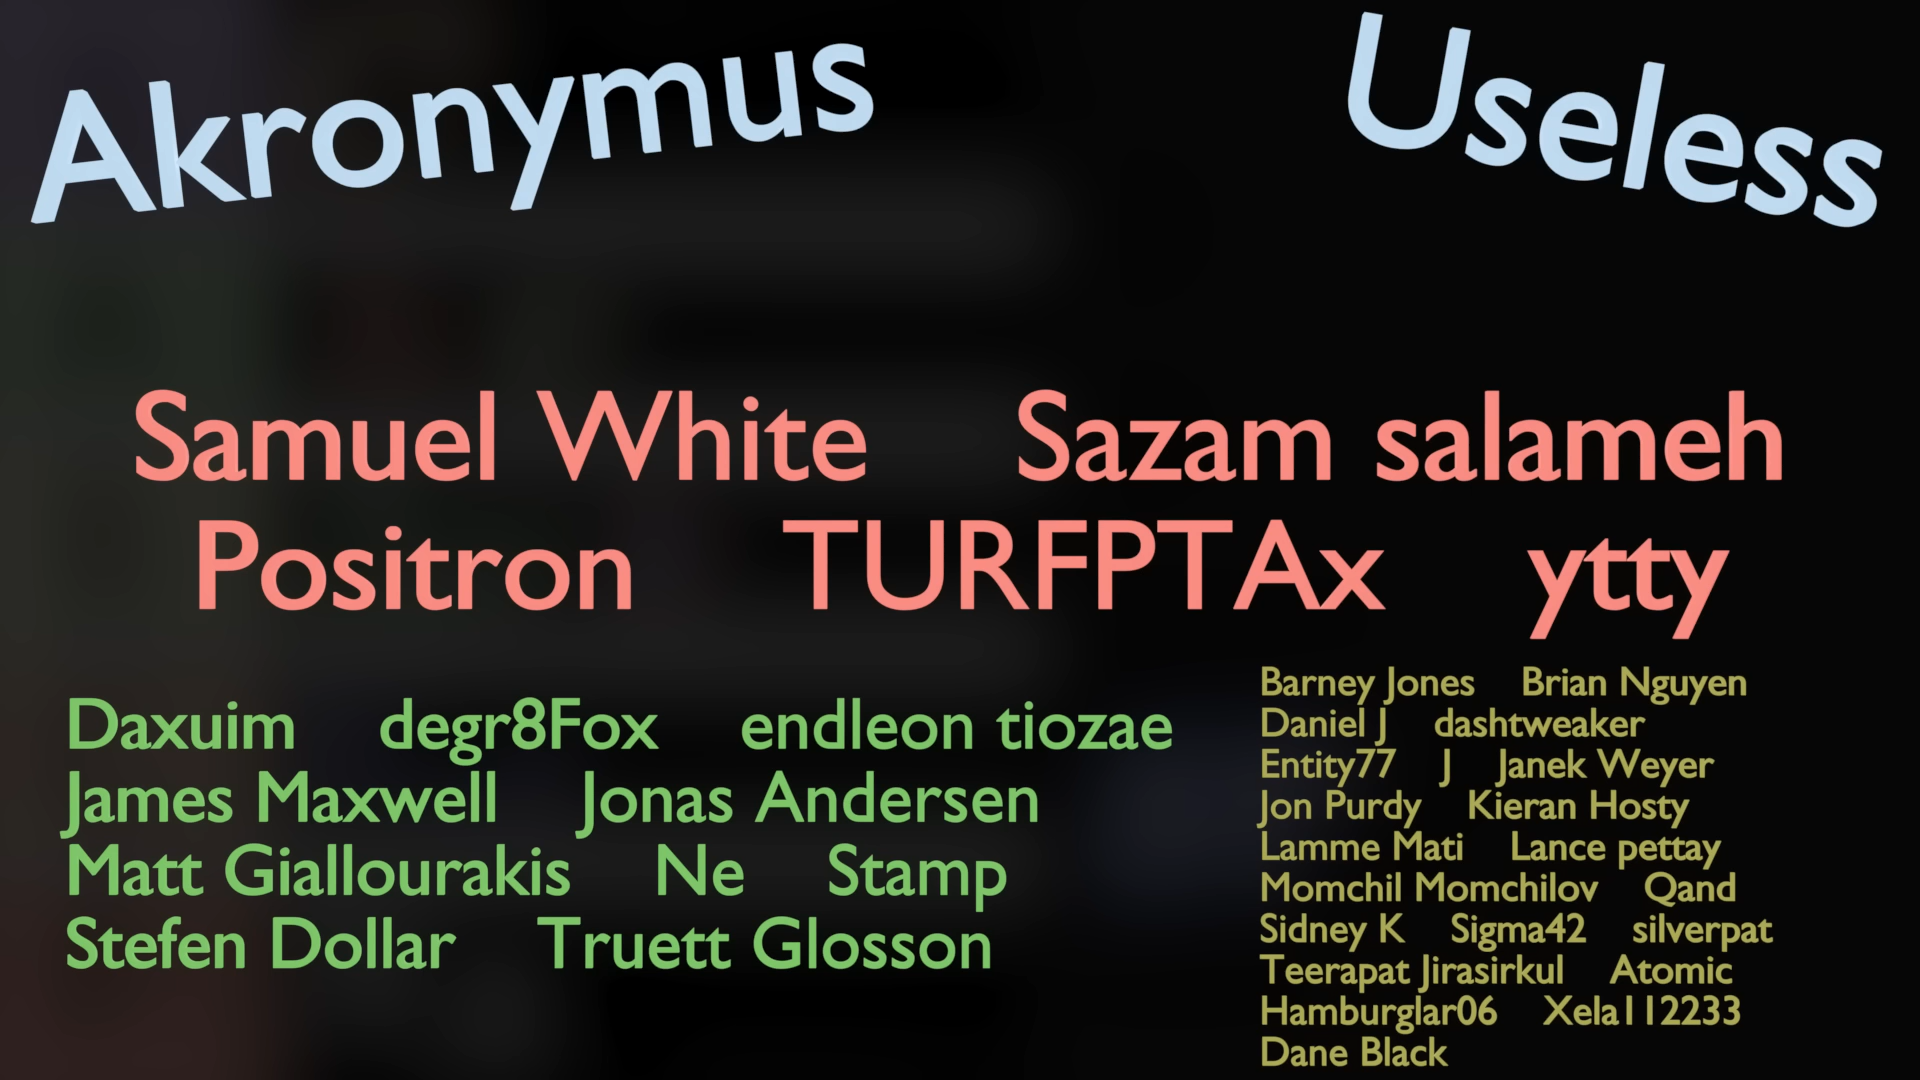 Akronymus Useless
Samuel White Sazam salameh
Positron TURFPTAx ytty
Daxuim degr8Fox endleon tiozae
James Maxwell Jonas Andersen
Matt Giallourakis Ne Stamp
Stefen Dollar Truett Glosson
Barney Jones Brian Nguyen
Daniel J dashtweaker
Entity77 J Janek Weyer
Jon Purdy Kieran Hosty
Lamme Mati Lance pettay
Momchil Momchilov Qand
Sidney K Sigma42 silverpat
Teerapat Jirasirkul Atomic
Hamburglar06 Xela112233
Dane Black